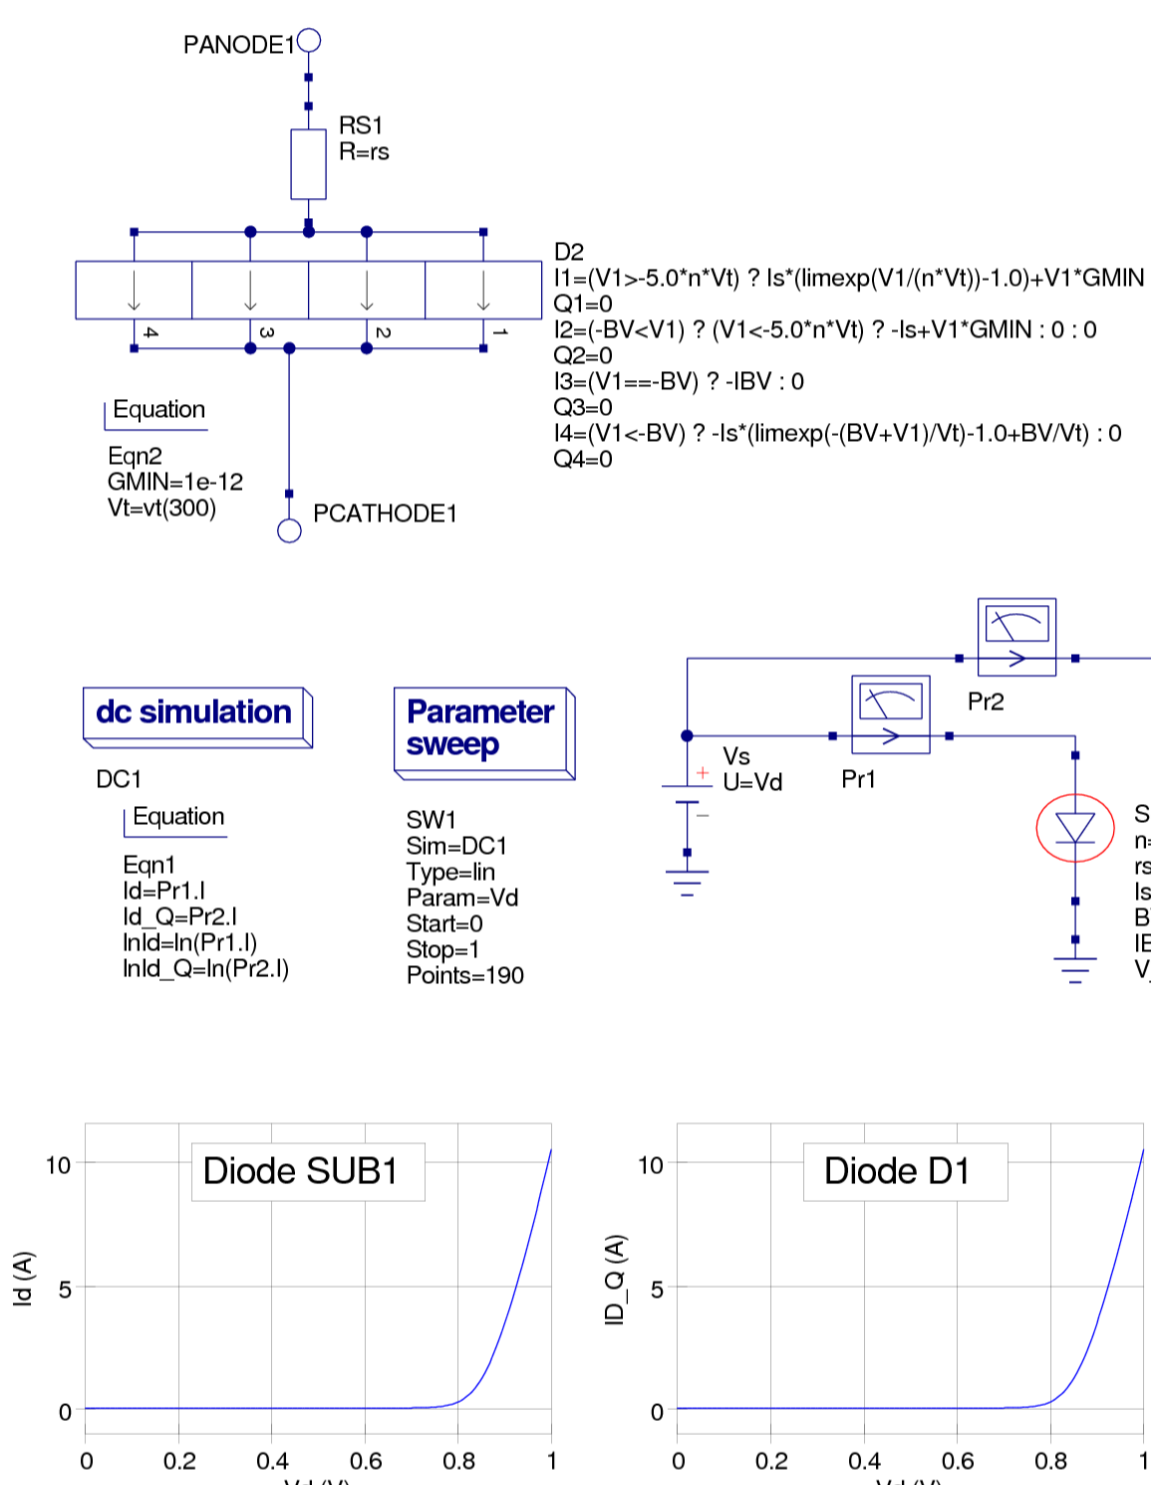 PANODE1
RS1
R=rs
D2
I1=(V1>-5.0*n*Vt) ? Is*(limexp(V1/(n*Vt))-1.0)+V1*GMIN
Q1=0
I2=(-BV<V1) ? (V1<-5.0*n*Vt) ? -Is+V1*GMIN : 0 : 0
Q2=0
I3=(V1==-BV) ? -IBV : 0
Q3=0
I4=(V1<-BV) ? -Is*(limexp(-(BV+V1)/Vt)-1.0+BV/Vt) : 0
Q4=0
4
3
2
1
Equation
Eqn2
GMIN=1e-12
Vt=vt(300)
PCATHODE1
dc simulation
DC1
Equation
Eqn1
Id=Pr1.I
Id_Q=Pr2.I
lnId=ln(Pr1.I)
lnId_Q=ln(Pr2.I)
Parameter
sweep
SW1
Sim=DC1
Type=lin
Param=Vd
Start=0
Stop=1
Points=190
Pr2
Pr1
Vs
U=Vd
+
−
S
n=
rs
Is
B
V_
Diode SUB1
Id (A)
10
5
0
0
0.2
0.4
0.6
0.8
1
Diode D1
ID_Q (A)
10
5
0
0
0.2
0.4
0.6
0.8
1